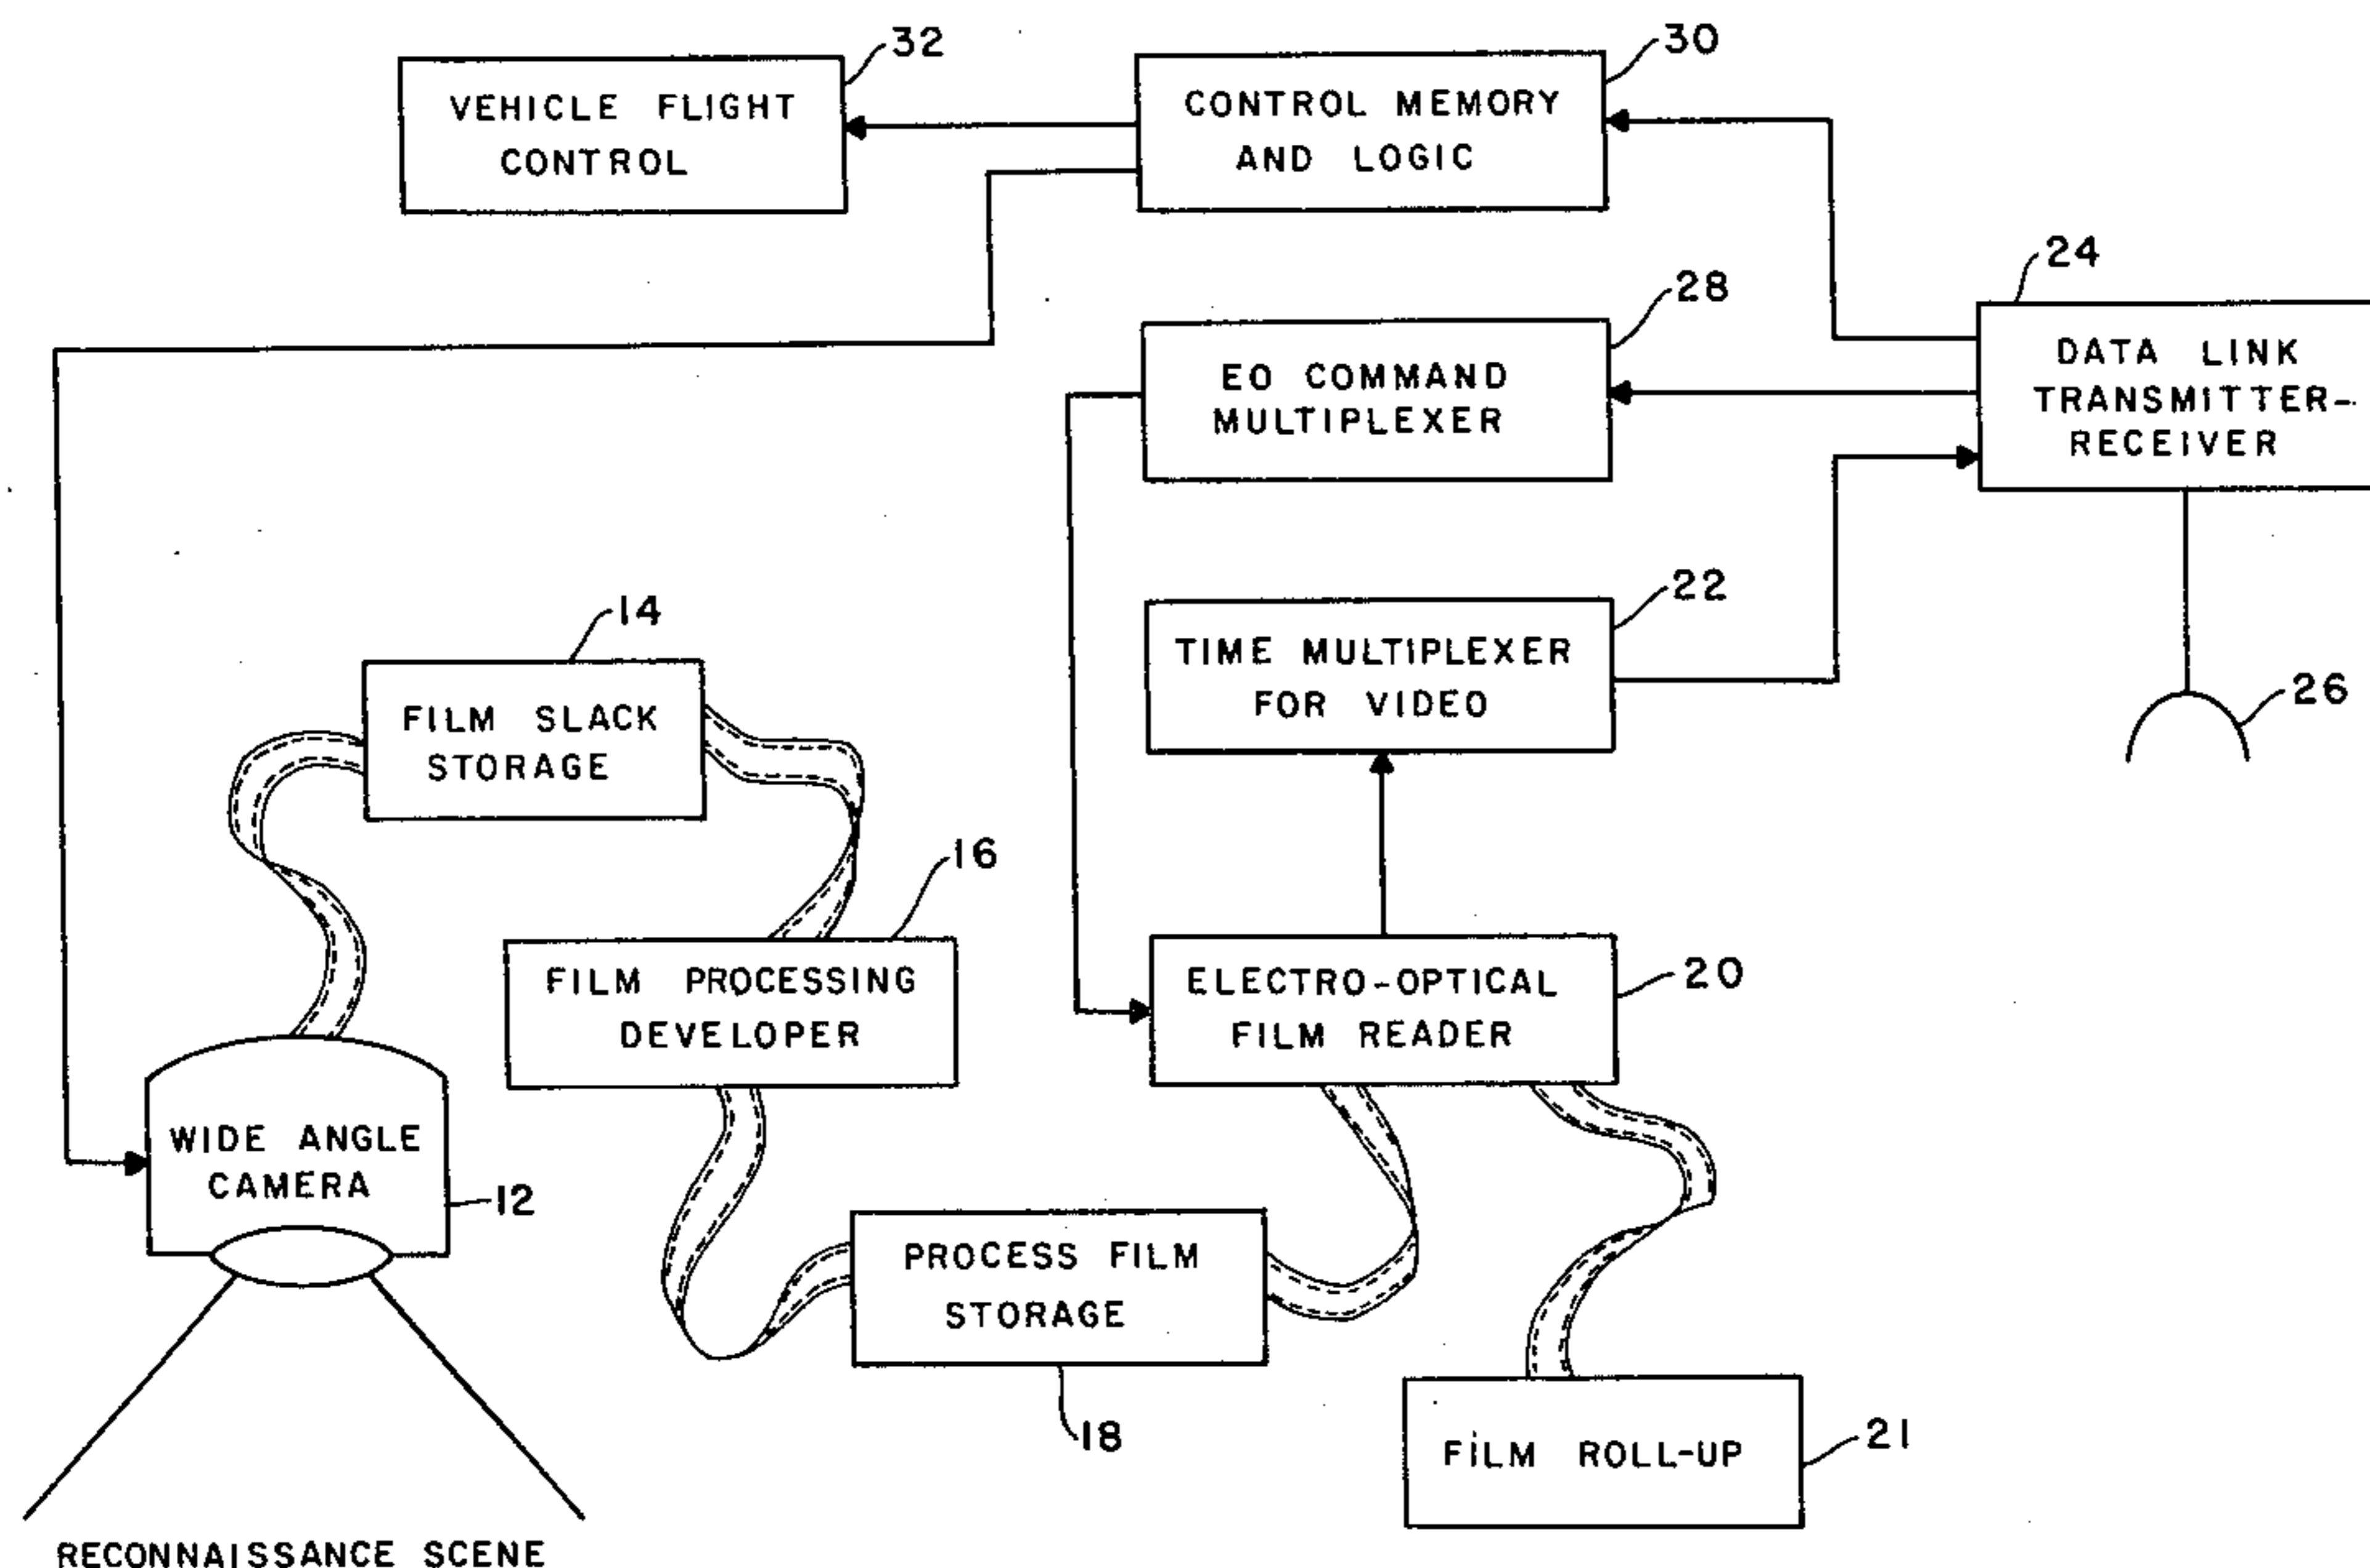 32
VEHICLE FLIGHT
CONTROL
30
CONTROL MEMORY
AND LOGIC
24
DATA LINK
TRANSMITTER-
RECEIVER
28
EO COMMAND
MULTIPLEXER
22
TIME MULTIPLEXER
FOR VIDEO
26
14
FILM SLACK
STORAGE
16
FILM PROCESSING
DEVELOPER
20
ELECTRO-OPTICAL
FILM READER
WIDE ANGLE
CAMERA
12
PROCESS FILM
STORAGE
18
FILM ROLL-UP
21
RECONNAISSANCE SCENE